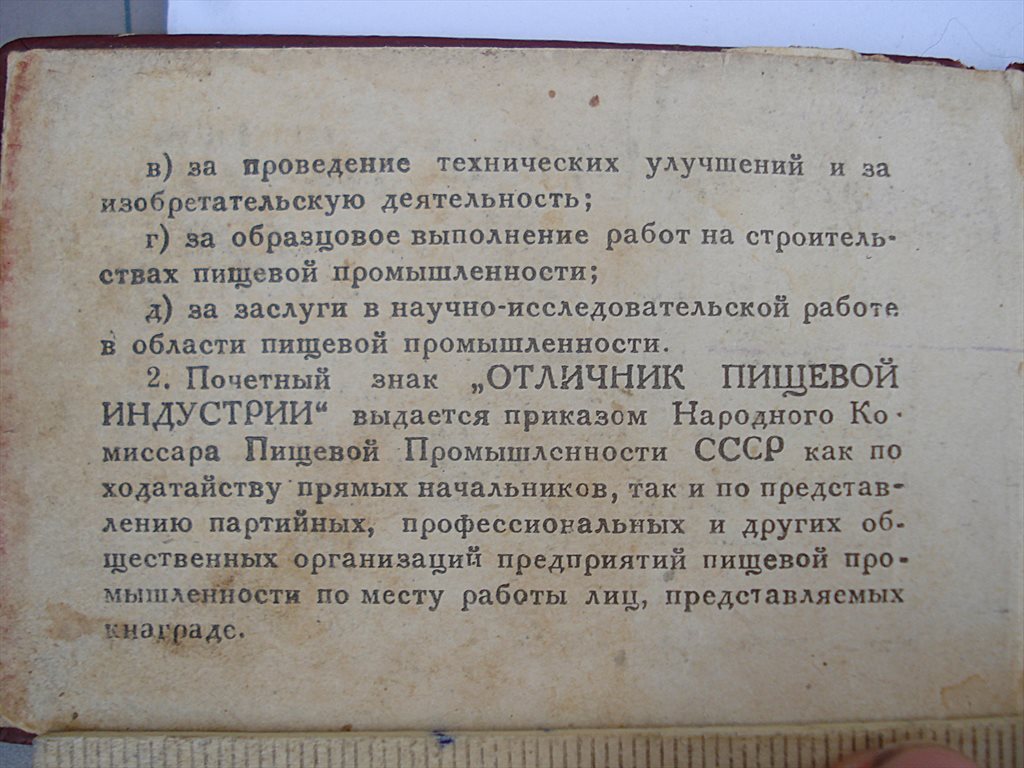 в) за проведение технических улучшений и за
изобретательскую деятельность;
г) за образцовое выполнение работ на строитель-
ствах пищевой промышленности;
д) за заслуги в научно-исследовательской работе
в области пищевой промышленности.
2. Почетный знак „ОТЛИЧНИК ПИЩЕВОЙ
ИНДУСТРИИ“ выдается приказом Народного Ко-
миссара Пищевой Промышленности СССР как по
ходатайству прямых начальников, так и по представ-
лению партийных, профессиональных и других об-
щественных организаций предприятий пищевой про-
мышленности по месту работы лиц, представляемых
к награде.